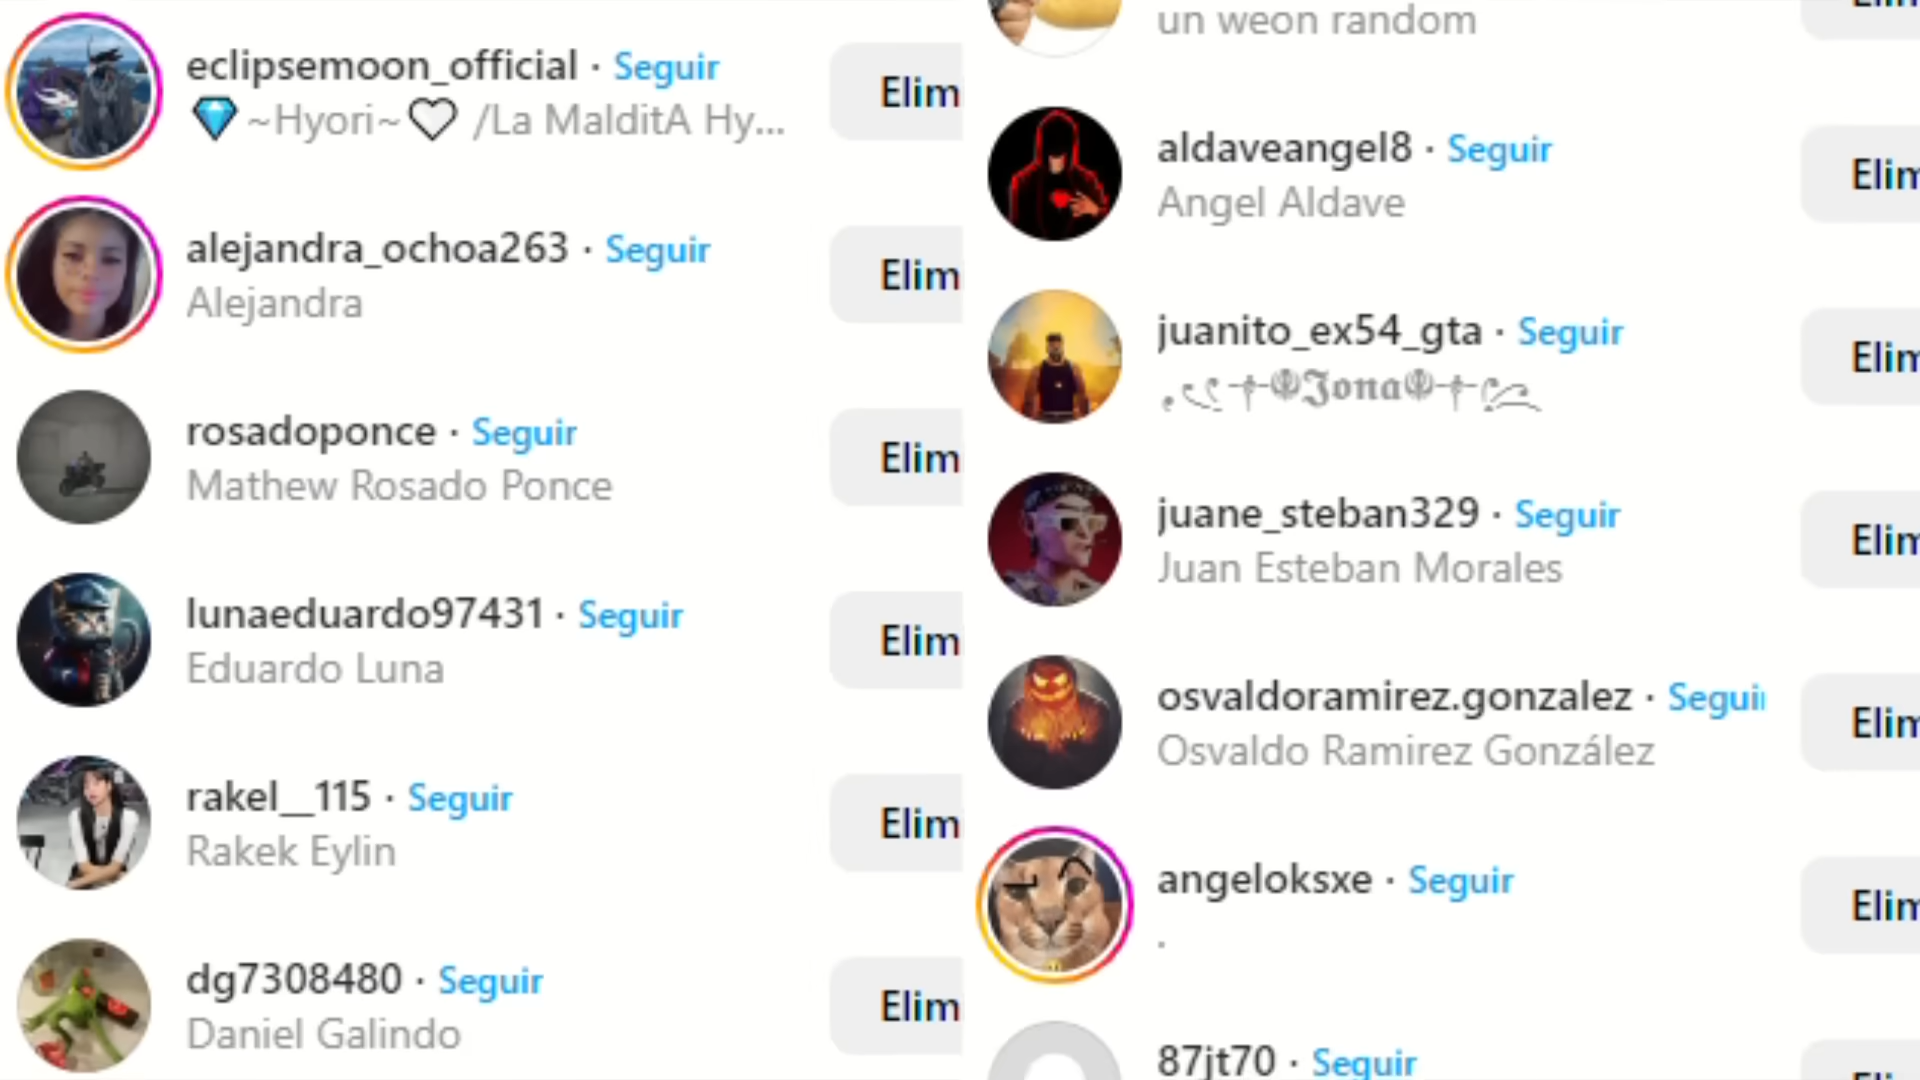 eclipsemoon_official · Seguir
💎~Hyori~🤍 /La MalditA Hy...
Elim
alejandra_ochoa263 · Seguir
Alejandra
Elim
rosadoponce · Seguir
Mathew Rosado Ponce
Elim
lunaeduardo97431 · Seguir
Eduardo Luna
Elim
rakel__115 · Seguir
Rakek Eylin
Elim
dg7308480 · Seguir
Daniel Galindo
Elim
un weon random
aldaveangel8 · Seguir
Angel Aldave
Elim
juanito_ex54_gta · Seguir
𝕵𝖔𝖓𝖆
Elim
juane_steban329 · Seguir
Juan Esteban Morales
Elim
osvaldoramirez.gonzalez · Seguir
Osvaldo Ramirez González
Elim
angeloksxe · Seguir
.
Elim
87jt70 · Seguir